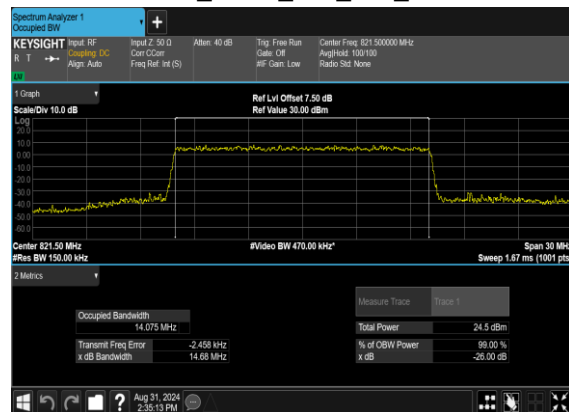 Spectrum Analyzer 1
Occupied BW
+
KEYSIGHT Input: RF Input Z: 50 Ω Atten: 40 dB Trig: Free Run Center Freq: 821.500000 MHz
R T Coupling: DC Corr CCorr Gate: Off Avg|Hold: 100/100
Align: Auto Freq Ref: Int (S) #IF Gain: Low Radio Std: None
1 Graph
Ref Lvl Offset 7.50 dB
Scale/Div 10.0 dB Ref Value 30.00 dBm
Log
20.0
10.0
0.00
-10.0
-20.0
-30.0
-40.0
-50.0
-60.0
Center 821.50 MHz #Video BW 470.00 kHz* Span 30 MHz
#Res BW 150.00 kHz Sweep 1.67 ms (1001 pts)
2 Metrics
Measure Trace Trace 1
Occupied Bandwidth
14.075 MHz Total Power 24.5 dBm
Transmit Freq Error -2.458 kHz % of OBW Power 99.00 %
x dB Bandwidth 14.68 MHz x dB -26.00 dB
? Aug 31, 2024
2:35:13 PM